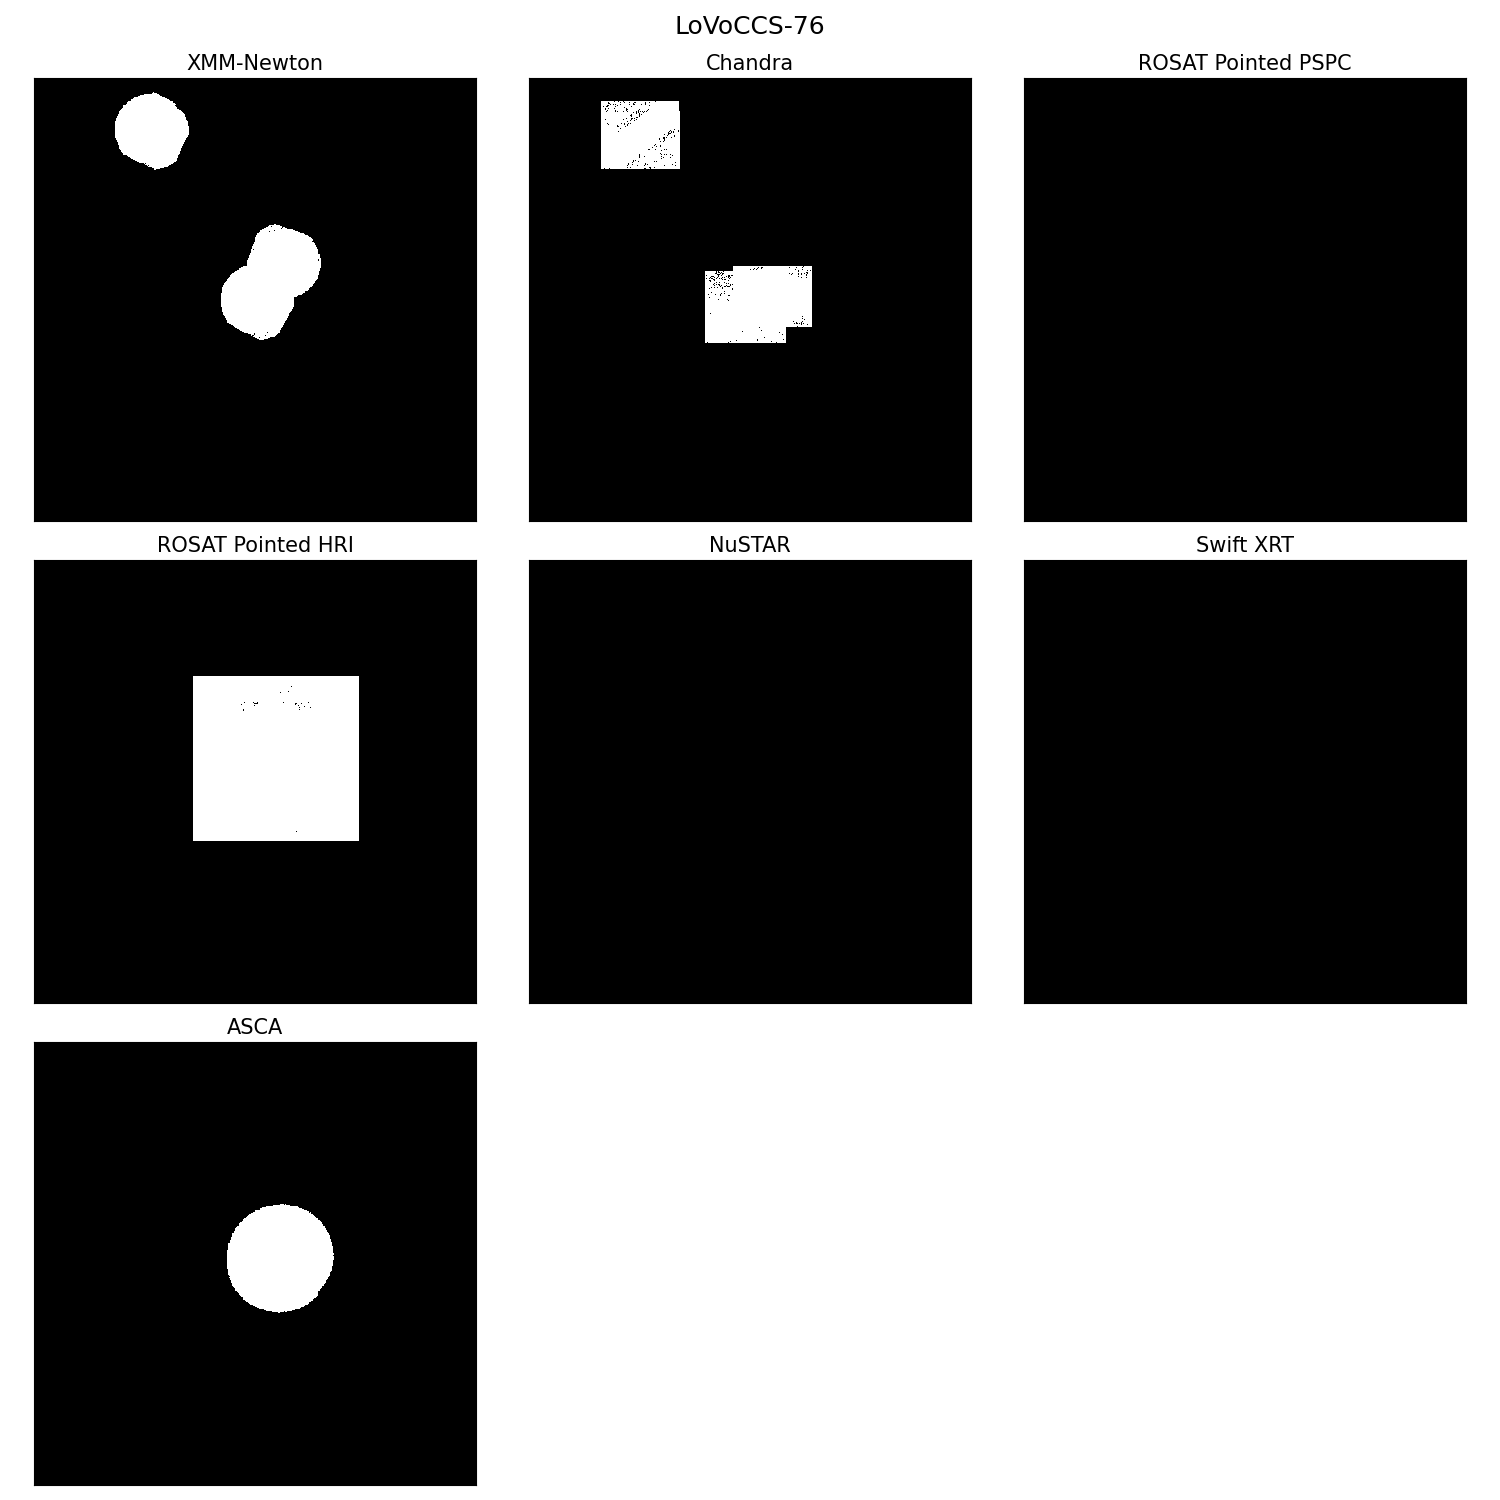 LoVoCCS-76
XMM-Newton
Chandra
ROSAT Pointed PSPC
ROSAT Pointed HRI
NuSTAR
Swift XRT
ASCA